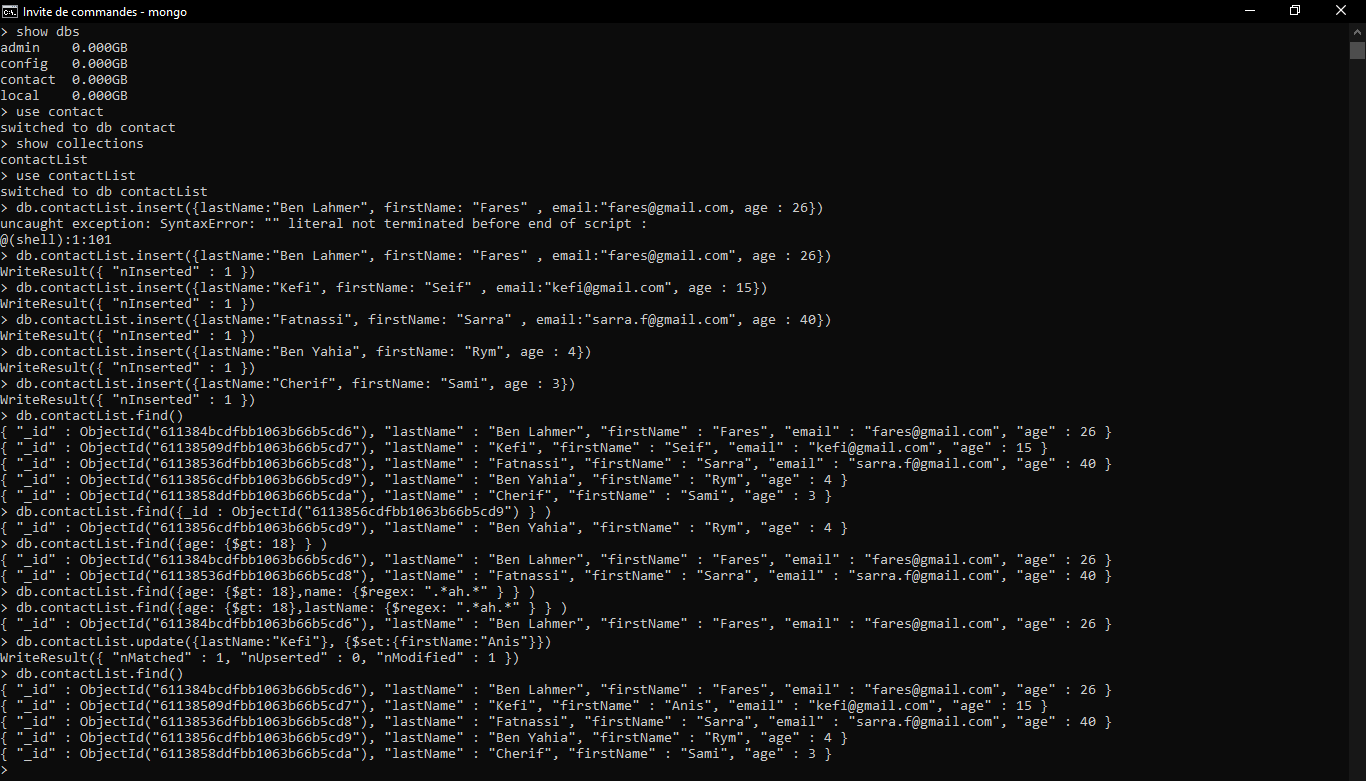 Invite de commandes - mongo
> show dbs
admin    0.000GB
config   0.000GB
contact  0.000GB
local    0.000GB
> use contact
switched to db contact
> show collections
contactList
> use contactList
switched to db contactList
> db.contactList.insert({lastName:"Ben Lahmer", firstName: "Fares" , email:"fares@gmail.com, age : 26})
uncaught exception: SyntaxError: "" literal not terminated before end of script :
@(shell):1:101
> db.contactList.insert({lastName:"Ben Lahmer", firstName: "Fares" , email:"fares@gmail.com", age : 26})
WriteResult({ "nInserted" : 1 })
> db.contactList.insert({lastName:"Kefi", firstName: "Seif" , email:"kefi@gmail.com", age : 15})
WriteResult({ "nInserted" : 1 })
> db.contactList.insert({lastName:"Fatnassi", firstName: "Sarra" , email:"sarra.f@gmail.com", age : 40})
WriteResult({ "nInserted" : 1 })
> db.contactList.insert({lastName:"Ben Yahia", firstName: "Rym", age : 4})
WriteResult({ "nInserted" : 1 })
> db.contactList.insert({lastName:"Cherif", firstName: "Sami", age : 3})
WriteResult({ "nInserted" : 1 })
> db.contactList.find()
{ "_id" : ObjectId("611384bcdfbb1063b66b5cd6"), "lastName" : "Ben Lahmer", "firstName" : "Fares", "email" : "fares@gmail.com", "age" : 26 }
{ "_id" : ObjectId("61138509dfbb1063b66b5cd7"), "lastName" : "Kefi", "firstName" : "Seif", "email" : "kefi@gmail.com", "age" : 15 }
{ "_id" : ObjectId("61138536dfbb1063b66b5cd8"), "lastName" : "Fatnassi", "firstName" : "Sarra", "email" : "sarra.f@gmail.com", "age" : 40 }
{ "_id" : ObjectId("6113856cdfbb1063b66b5cd9"), "lastName" : "Ben Yahia", "firstName" : "Rym", "age" : 4 }
{ "_id" : ObjectId("6113858ddfbb1063b66b5cda"), "lastName" : "Cherif", "firstName" : "Sami", "age" : 3 }
> db.contactList.find({_id : ObjectId("6113856cdfbb1063b66b5cd9") } )
{ "_id" : ObjectId("6113856cdfbb1063b66b5cd9"), "lastName" : "Ben Yahia", "firstName" : "Rym", "age" : 4 }
> db.contactList.find({age: {$gt: 18} } )
{ "_id" : ObjectId("611384bcdfbb1063b66b5cd6"), "lastName" : "Ben Lahmer", "firstName" : "Fares", "email" : "fares@gmail.com", "age" : 26 }
{ "_id" : ObjectId("61138536dfbb1063b66b5cd8"), "lastName" : "Fatnassi", "firstName" : "Sarra", "email" : "sarra.f@gmail.com", "age" : 40 }
> db.contactList.find({age: {$gt: 18},name: {$regex: ".*ah.*" } } )
> db.contactList.find({age: {$gt: 18},lastName: {$regex: ".*ah.*" } } )
{ "_id" : ObjectId("611384bcdfbb1063b66b5cd6"), "lastName" : "Ben Lahmer", "firstName" : "Fares", "email" : "fares@gmail.com", "age" : 26 }
> db.contactList.update({lastName:"Kefi"}, {$set:{firstName:"Anis"}})
WriteResult({ "nMatched" : 1, "nUpserted" : 0, "nModified" : 1 })
> db.contactList.find()
{ "_id" : ObjectId("611384bcdfbb1063b66b5cd6"), "lastName" : "Ben Lahmer", "firstName" : "Fares", "email" : "fares@gmail.com", "age" : 26 }
{ "_id" : ObjectId("61138509dfbb1063b66b5cd7"), "lastName" : "Kefi", "firstName" : "Anis", "email" : "kefi@gmail.com", "age" : 15 }
{ "_id" : ObjectId("61138536dfbb1063b66b5cd8"), "lastName" : "Fatnassi", "firstName" : "Sarra", "email" : "sarra.f@gmail.com", "age" : 40 }
{ "_id" : ObjectId("6113856cdfbb1063b66b5cd9"), "lastName" : "Ben Yahia", "firstName" : "Rym", "age" : 4 }
{ "_id" : ObjectId("6113858ddfbb1063b66b5cda"), "lastName" : "Cherif", "firstName" : "Sami", "age" : 3 }
>